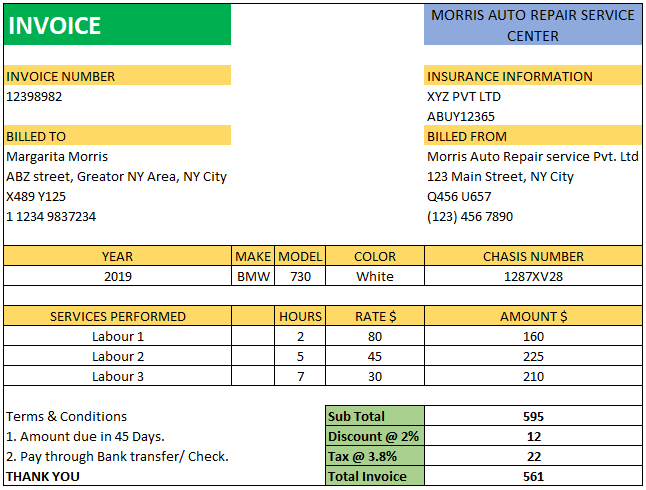 INVOICE
MORRIS AUTO REPAIR SERVICE
CENTER
INVOICE NUMBER
INSURANCE INFORMATION
12398982
XYZ PVT LTD
ABUY12365
BILLED TO
BILLED FROM
Margarita Morris
Morris Auto Repair service Pvt. Ltd
ABZ street, Greator NY Area, NY City
123 Main Street, NY City
X489 Y125
Q456 U657
1 1234 9837234
(123) 456 7890
YEAR MAKE MODEL COLOR CHASIS NUMBER
2019 BMW 730 White 1287XV28
SERVICES PERFORMED HOURS RATE $ AMOUNT $
Labour 1 2 80 160
Labour 2 5 45 225
Labour 3 7 30 210
Terms & Conditions Sub Total 595
1. Amount due in 45 Days. Discount @ 2% 12
2. Pay through Bank transfer/ Check. Tax @ 3.8% 22
THANK YOU Total Invoice 561